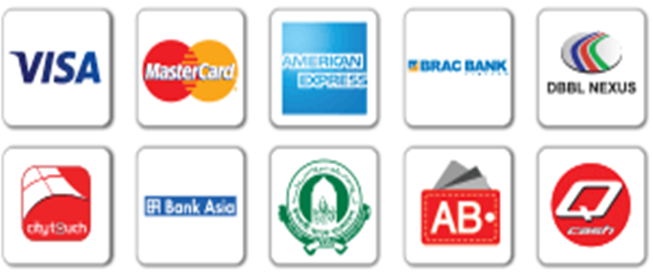 VISA
MasterCard
AMERICAN
EXPRESS
BRAC BANK
DBBL NEXUS
citytouch
Bank Asia
AB
Q
cash